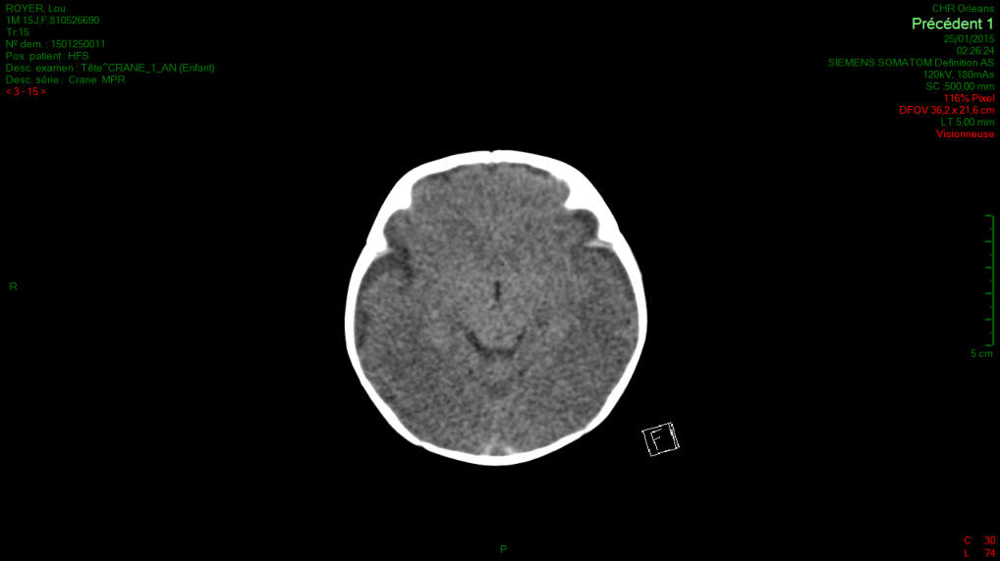 ROYER, Lou
1M 15J;F,810526690
Tr:15
Nº dem. : 1501250011
Pos. patient : HFS
Desc. examen : Tête^CRANE_1_AN (Enfant)
Desc. série : Crane MPR
< 3 - 15 >
CHR Orleans
Précédent 1
25/01/2015
02:26:24
SIEMENS SOMATOM Definition AS
120kV, 180mAs
SC :500,00 mm
116% Pixel
DFOV 36,2 x 21,6 cm
LT 5,00 mm
Visionneuse
R
5 cm
F
P
C 30
L 74